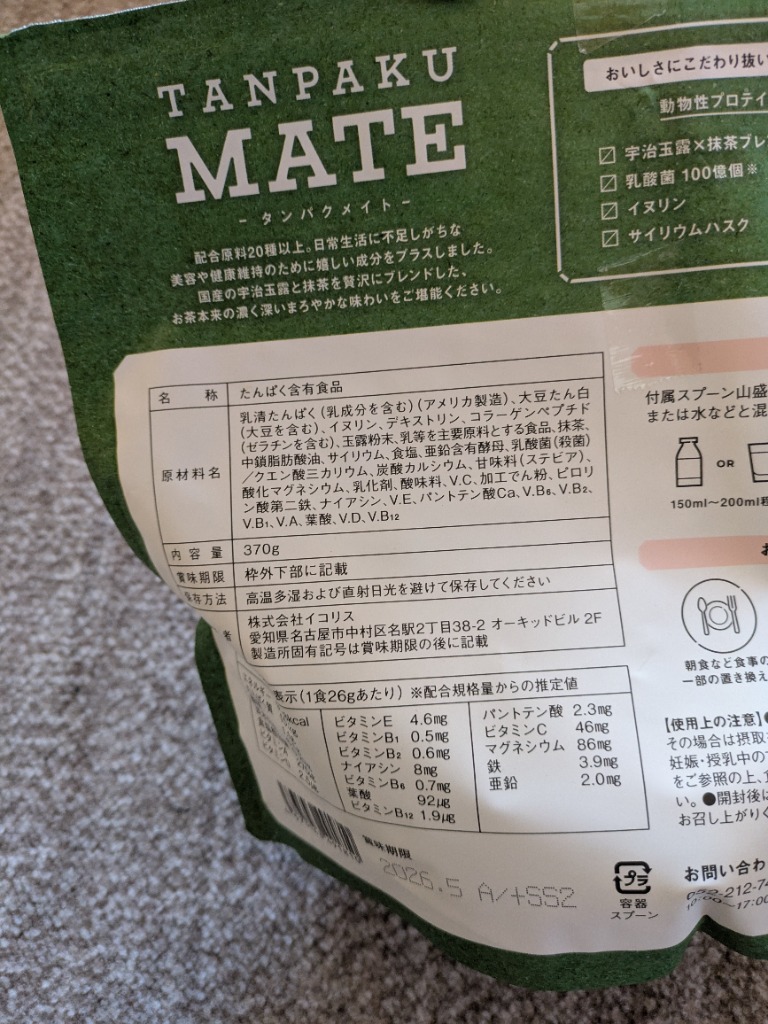 TANPAKU
MATE
- タンパクメイト -
配合原料20種以上。日常生活に不足しがちな
美容や健康維持のために嬉しい成分をプラスしました。
国産の宇治玉露と抹茶を贅沢にブレンドした、
お茶本来の濃く深いまろやかな味わいをご堪能ください。
おいしさにこだわり抜い
動物性プロテイ
宇治玉露×抹茶ブレ
乳酸菌 100億個※
イヌリン
サイリウムハスク
名 称 たんぱく含有食品
原材料名
乳清たんぱく(乳成分を含む)(アメリカ製造)、大豆たん白
(大豆を含む)、イヌリン、デキストリン、コラーゲンペプチド
(ゼラチンを含む)、玉露粉末、乳等を主要原料とする食品、抹茶、
中鎖脂肪酸油、サイリウム、食塩、亜鉛含有酵母、乳酸菌(殺菌)
/クエン酸三カリウム、炭酸カルシウム、甘味料(ステビア)、
酸化マグネシウム、乳化剤、酸味料、V.C、加工でん粉、ピロリ
ン酸第二鉄、ナイアシン、V.E、パントテン酸Ca、V.B6、V.B2、
V.B1、V.A、葉酸、V.D、V.B12
内容量 370g
賞味期限 枠外下部に記載
保存方法 高温多湿および直射日光を避けて保存してください
者
株式会社イコリス
愛知県名古屋市中村区名駅2丁目38-2 オーキッドビル 2F
製造所固有記号は賞味期限の後に記載
表示(1食26gあたり) ※配合規格量からの推定値
kcal
ビタミンE 4.6mg
ビタミンB1 0.5mg
ビタミンB2 0.6mg
ナイアシン 8mg
ビタミンB6 0.7mg
葉酸 92μg
ビタミンB12 1.9μg
パントテン酸 2.3mg
ビタミンC 46mg
マグネシウム 86mg
鉄 3.9mg
亜鉛 2.0mg
賞味期限
2026.5 A/+SS2
プラ
容器
スプーン
付属スプーン山盛
または水などと混
OR
150ml〜200ml程
お
朝食など食事の
一部の置き換え
【使用上の注意】●
その場合は摂取
妊娠・授乳中の
をご参照の上、
い。●開封後は
お召し上がりく
お問い合わ
052-212-74
10:00〜17:00